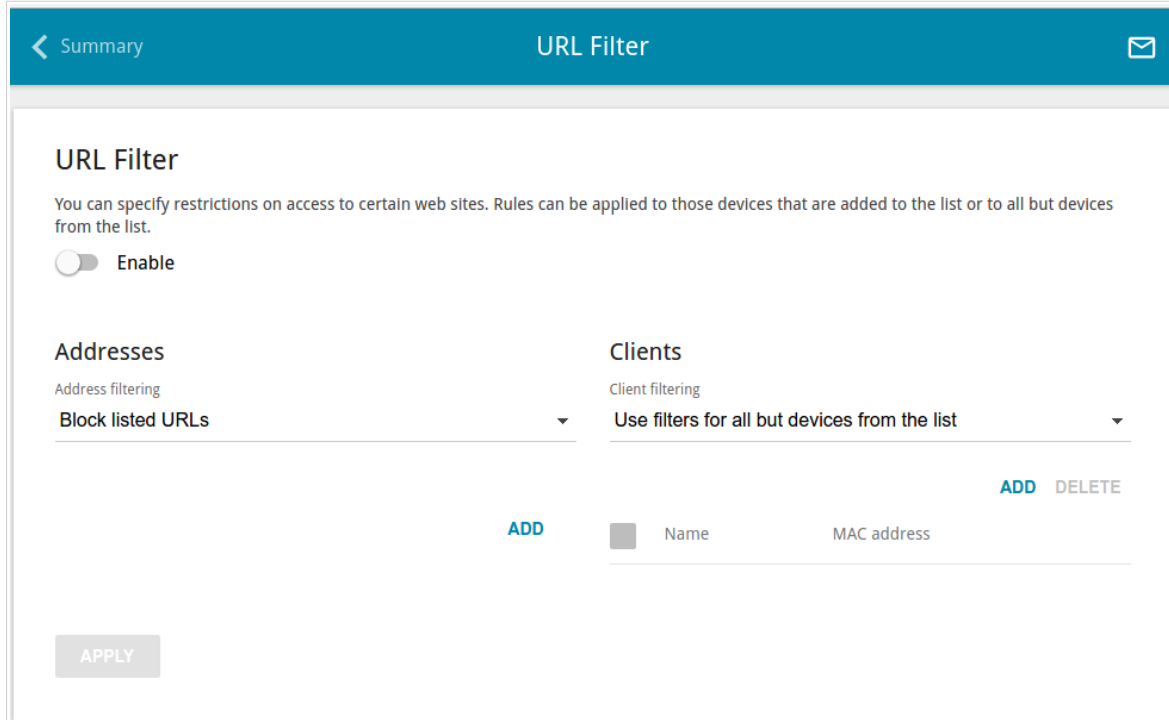 Summary
URL Filter
URL Filter
You can specify restrictions on access to certain web sites. Rules can be applied to those devices that are added to the list or to all but devices
from the list.
Enable
Addresses
Address filtering
Block listed URLs
ADD
Clients
Client filtering
Use filters for all but devices from the list
ADD DELETE
Name MAC address
APPLY